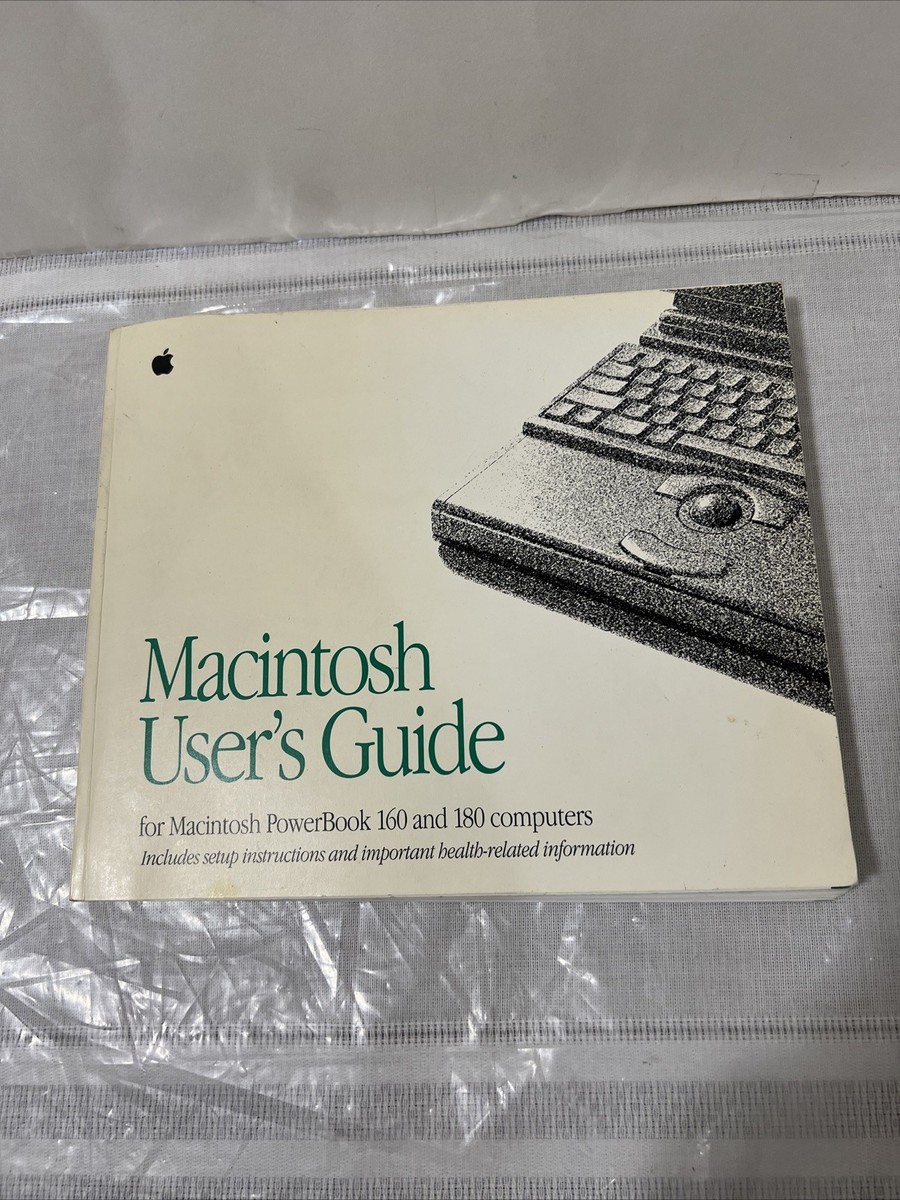 Macintosh
User's Guide
for Macintosh PowerBook 160 and 180 computers
Includes setup instructions and important health-related information